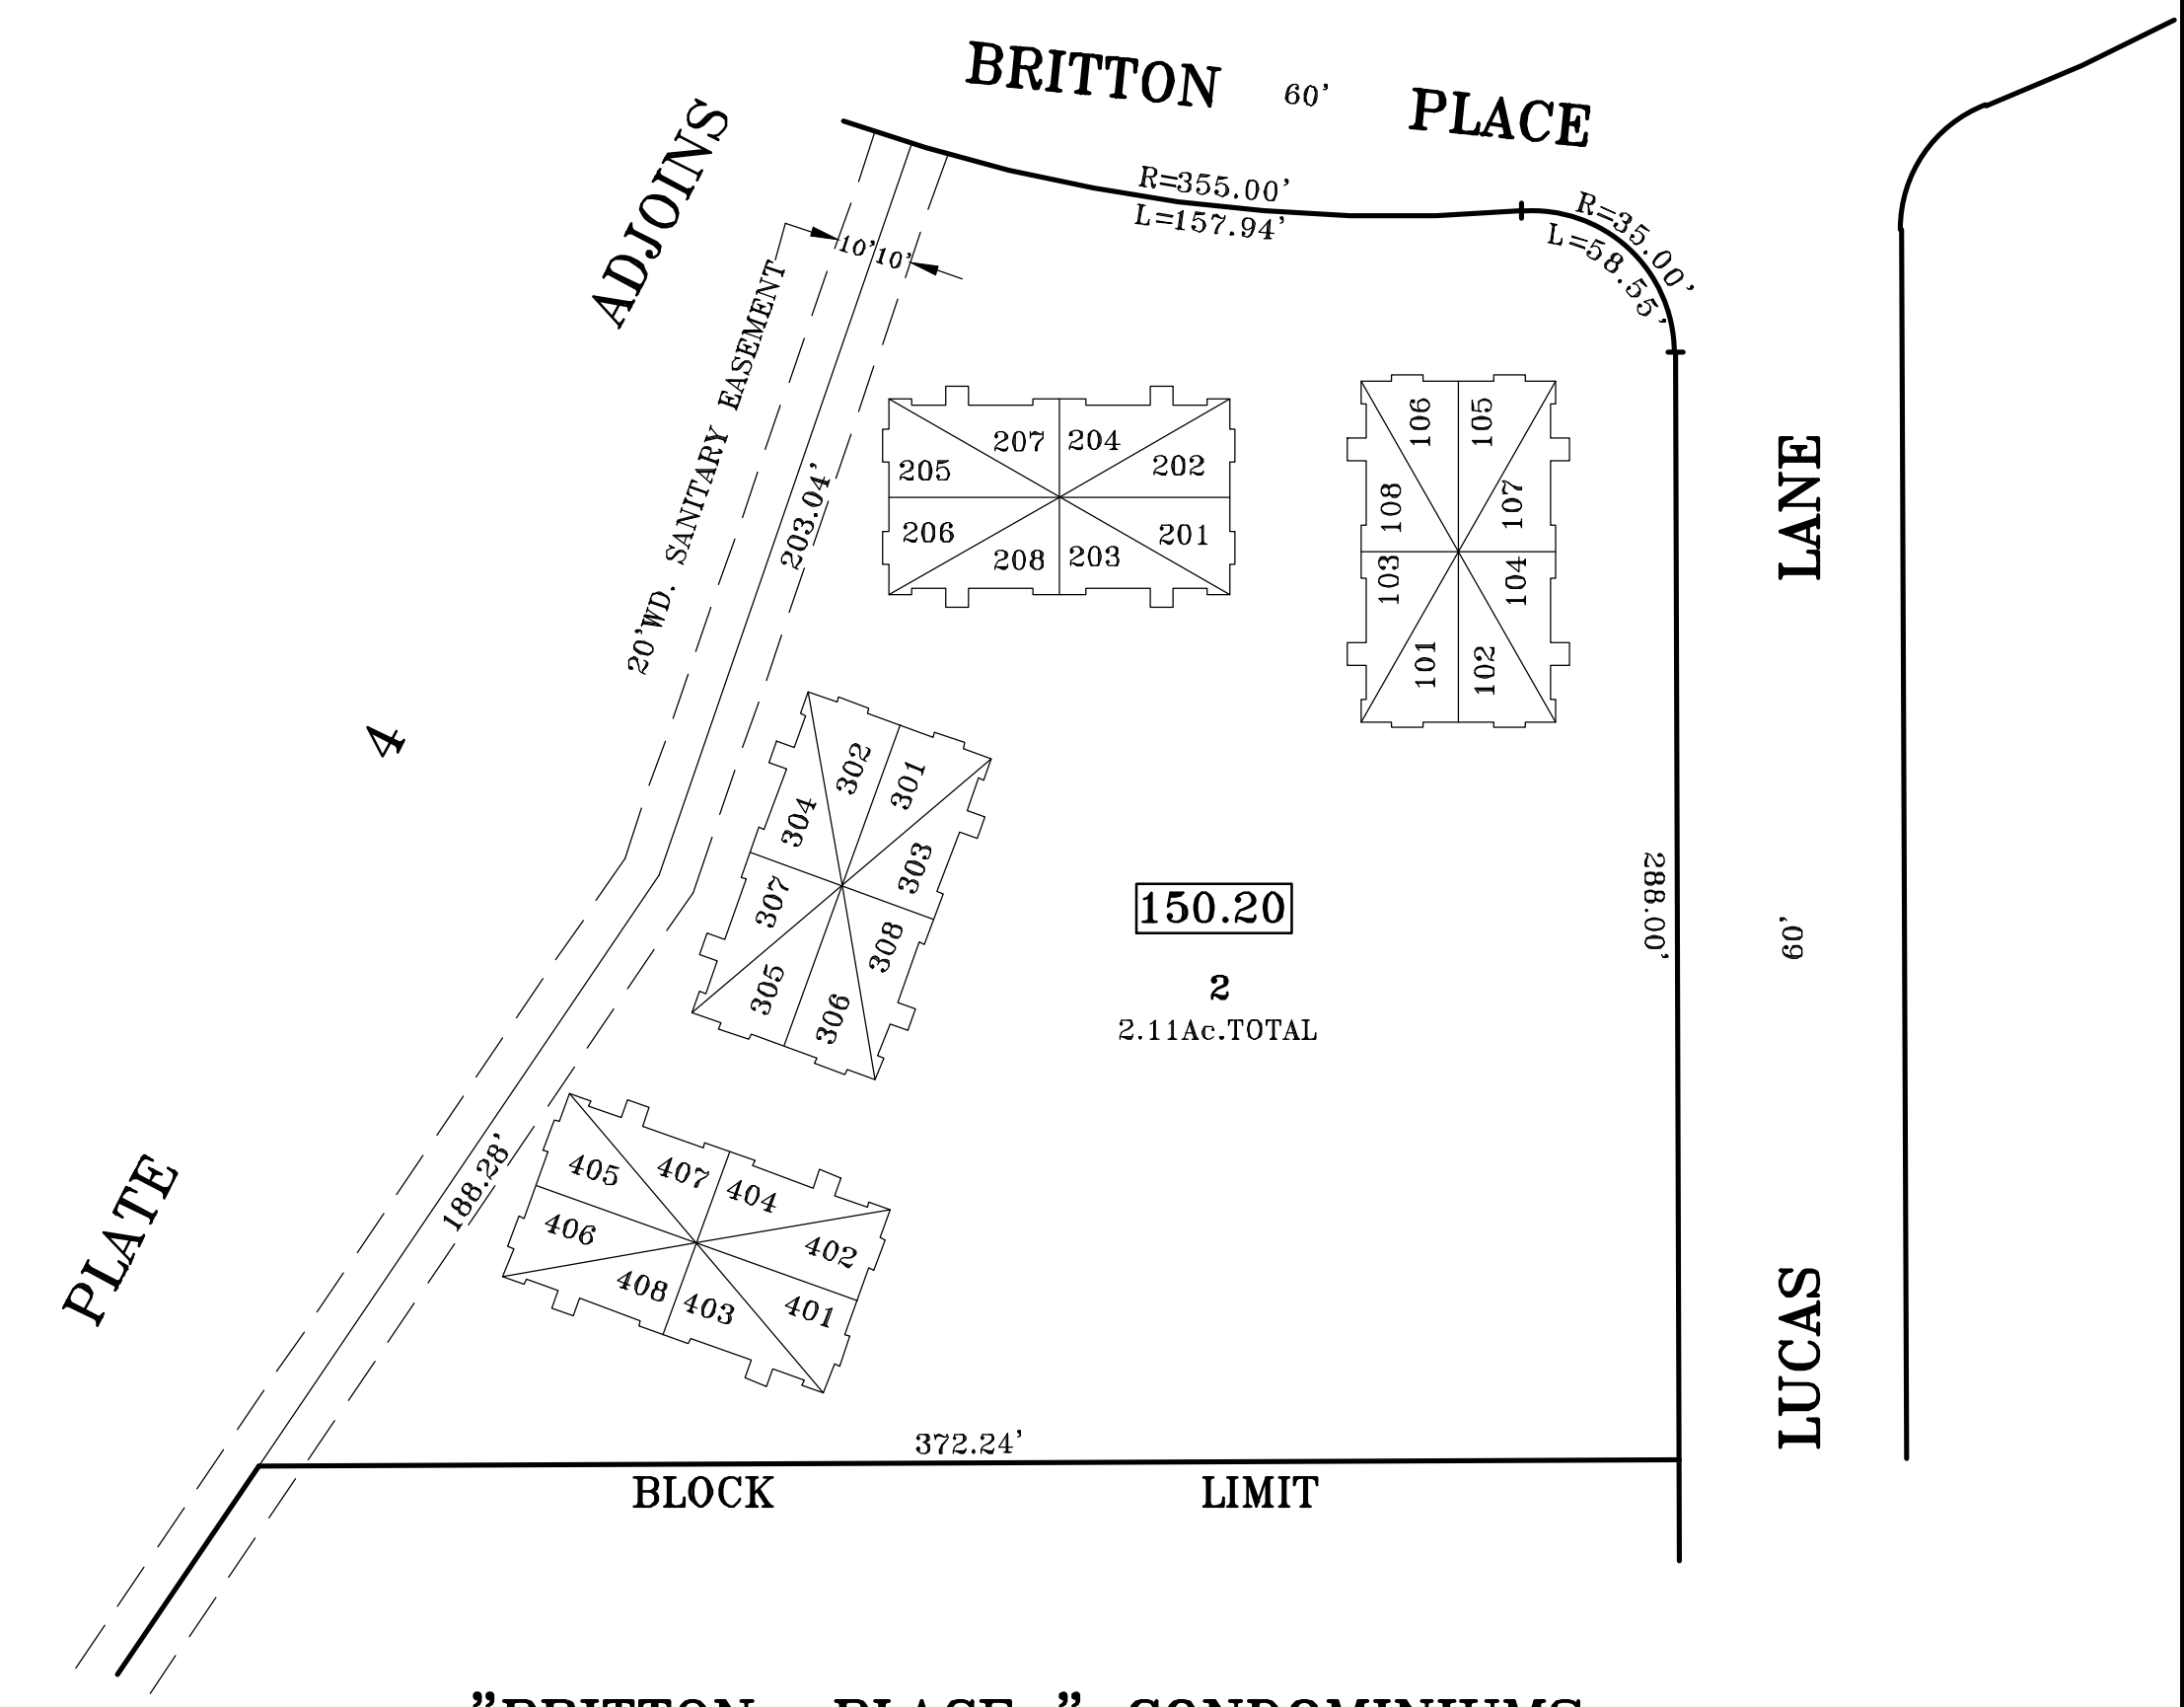 BRITTON 60' PLACE
ADJOINS
R=355.00'
L=157.94'
R=35.00'
L=58.55'
10' 10'
20'WD. SANITARY EASEMENT
203.04'
207 204
205 202
206 201
208 203
106 105
108 107
103 104
101 102
LANE
4
302 301
304 303
307 308
305 306
150.20
2
2.11Ac.TOTAL
288.00'
60'
PLATE
188.28'
405 407 404
406 402
408 403 401
LUCAS
372.24'
BLOCK LIMIT
"BRITTON PLACE" CONDOMINIUMS